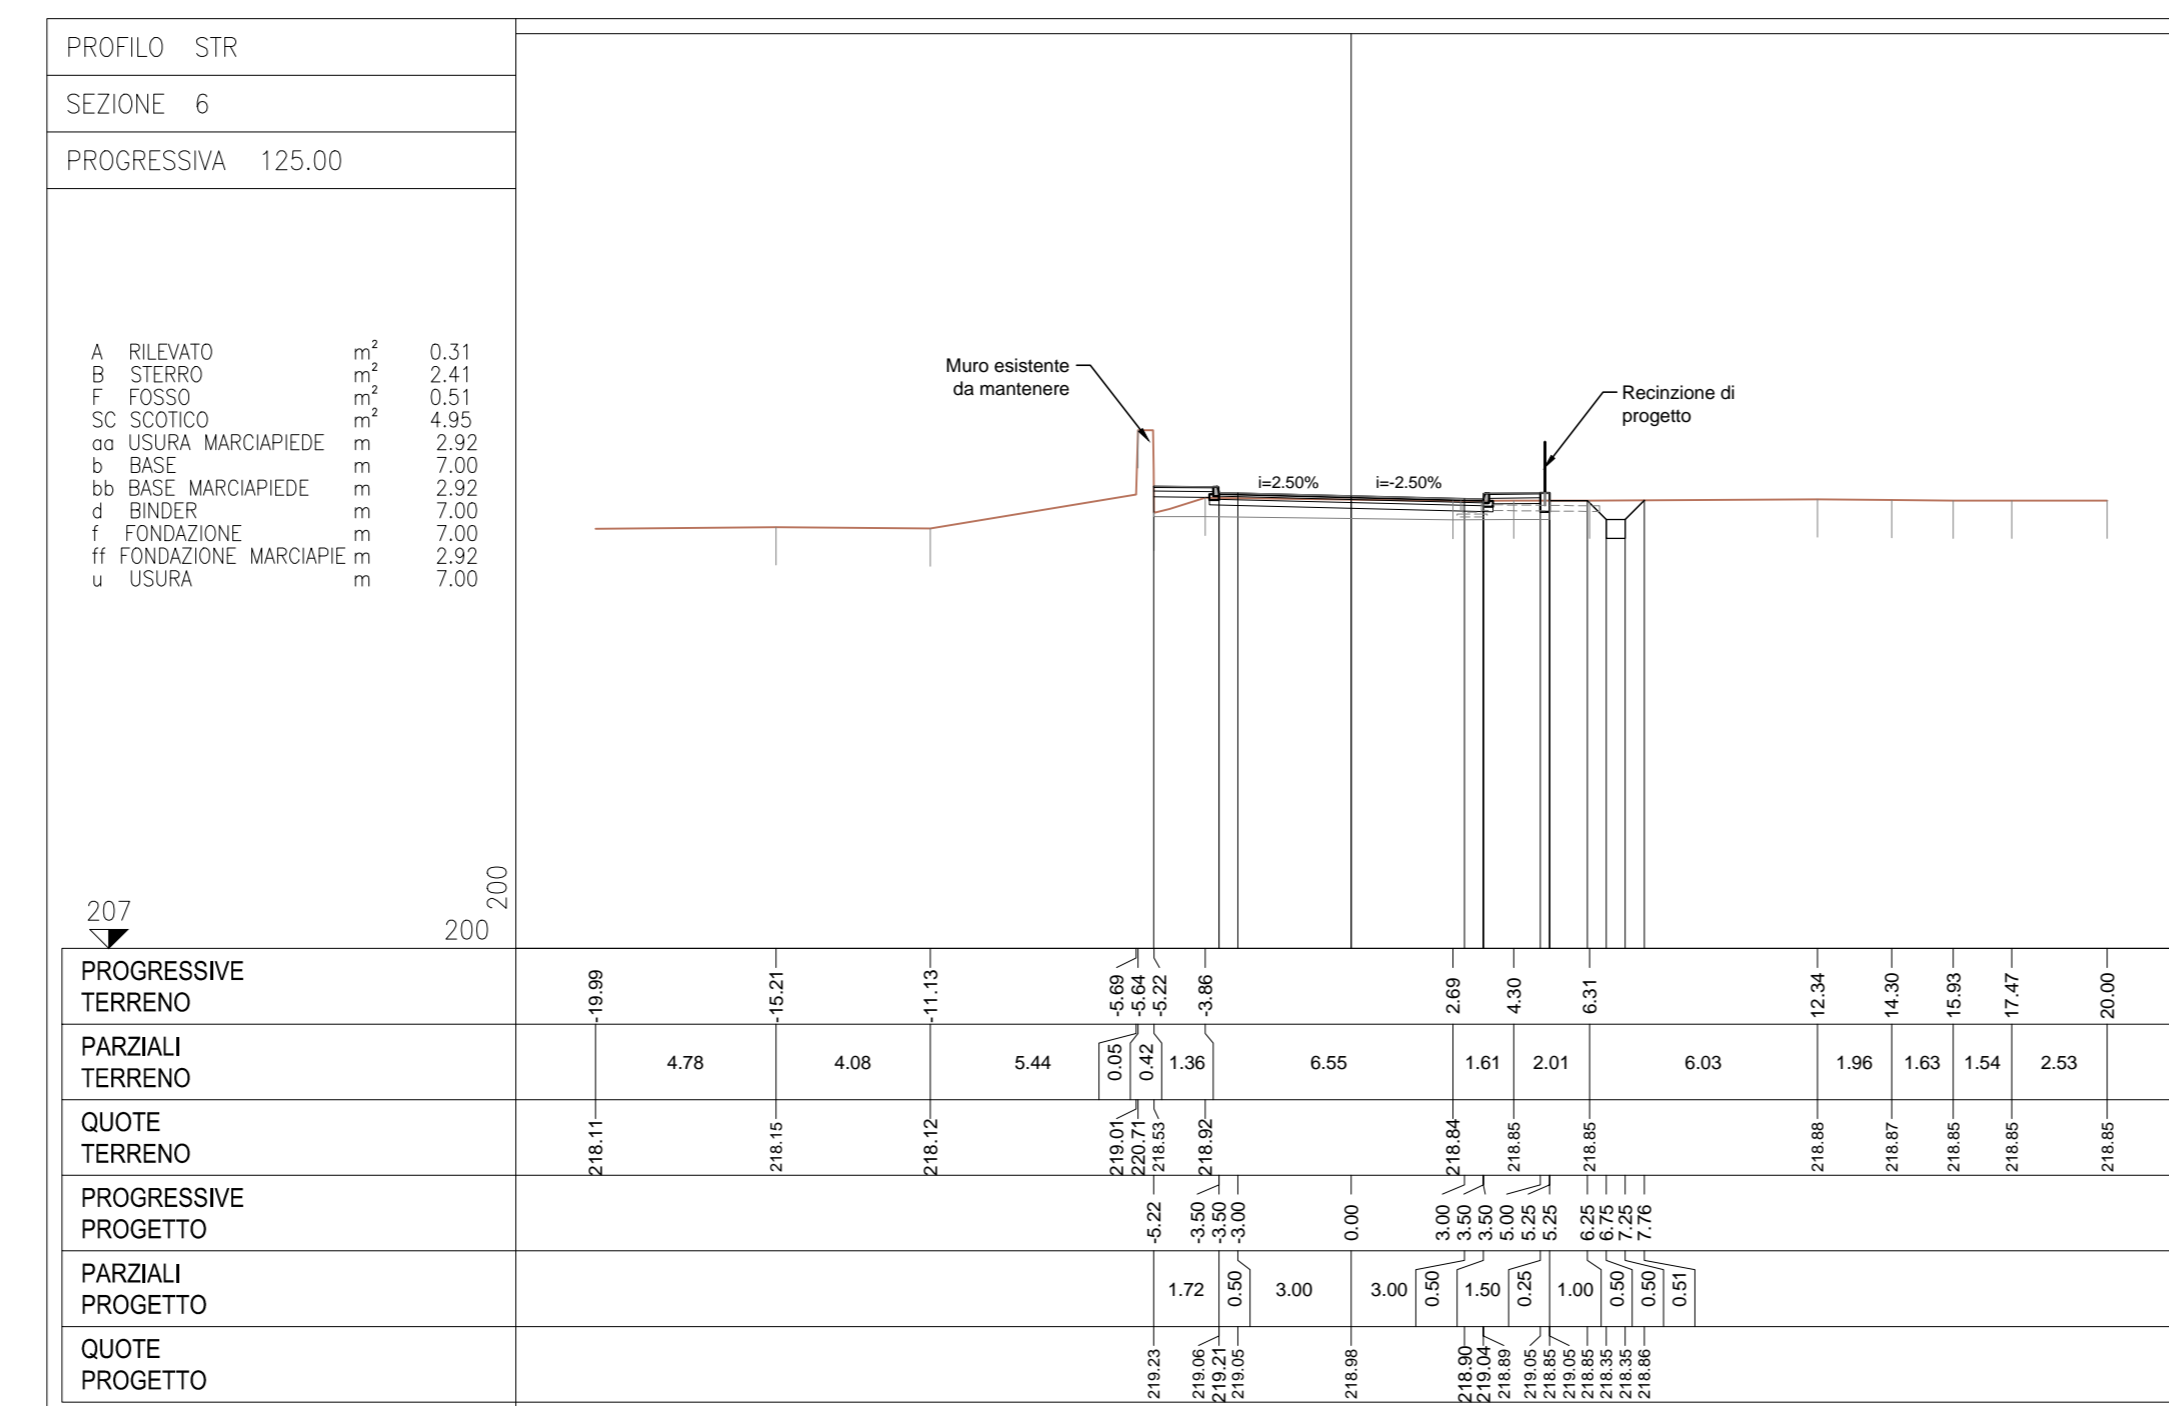 PROFILO STR
SEZIONE 6
PROGRESSIVA 125.00
A RILEVATO m² 0.31
B STERRO m² 2.41
F FOSSO m² 0.51
SC SCOTICO m² 4.95
aa USURA MARCIAPIEDE m 2.92
b BASE m 7.00
bb BASE MARCIAPIEDE m 2.92
d BINDER m 7.00
f FONDAZIONE m 7.00
ff FONDAZIONE MARCIAPIE m 2.92
u USURA m 7.00
Muro esistente
da mantenere
Recinzione di
progetto
i=2.50% i=-2.50%
207
200
200
PROGRESSIVE
TERRENO
-19.99 -15.21 -11.13 -5.69 -5.64 -5.22 -3.86 2.69 4.30 6.31 12.34 14.30 15.93 17.47 20.00
PARZIALI
TERRENO
4.78 4.08 5.44 0.05 0.42 1.36 6.55 1.61 2.01 6.03 1.96 1.63 1.54 2.53
QUOTE
TERRENO
218.11 218.15 218.12 219.01 220.71 218.53 218.92 218.84 218.85 218.85 218.88 218.87 218.85 218.85 218.85
PROGRESSIVE
PROGETTO
-5.22 -3.50 -3.50 -3.00 0.00 3.00 3.50 3.50 5.00 5.25 5.25 6.25 6.75 7.25 7.76
PARZIALI
PROGETTO
1.72 0.50 3.00 3.00 0.50 1.50 0.25 1.00 0.50 0.50 0.51
QUOTE
PROGETTO
219.23 219.06 219.21 219.05 218.98 218.90 219.04 218.89 219.05 218.85 219.05 218.85 218.35 218.35 218.86